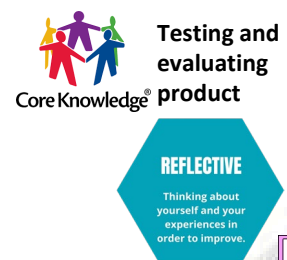 Testing and
evaluating
product
Core Knowledge®
REFLECTIVE
Thinking about
yourself and your
experiences in
order to improve.